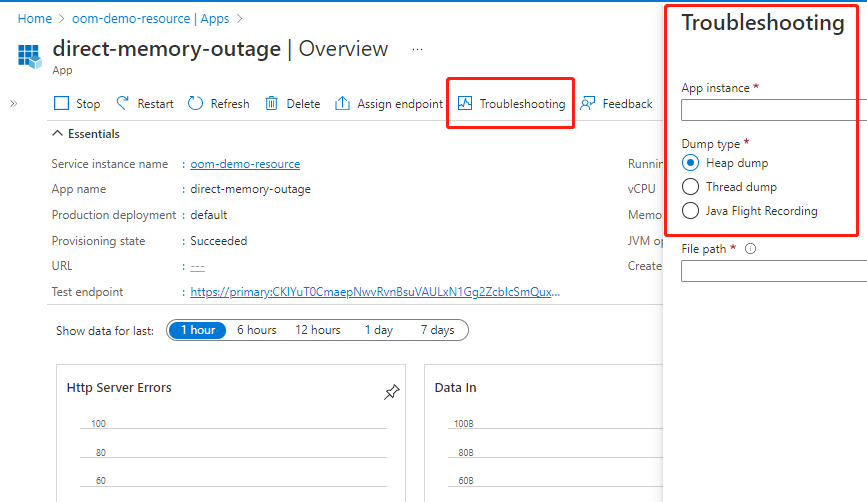 Home > oom-demo-resource | Apps >
direct-memory-outage | Overview ...
App
Stop Restart Refresh Delete Assign endpoint Troubleshooting Feedback
Essentials
Service instance name : oom-demo-resource
App name : direct-memory-outage
Production deployment : default
Provisioning state : Succeeded
URL : ---
Test endpoint :
Runnin
vCPU
Memo
JVM op
Create
Show data for last: 1 hour 6 hours 12 hours 1 day 7 days
Http Server Errors
100
80
60
Data In
100B
80B
60B
Troubleshooting
App instance *
Dump type *
Heap dump
Thread dump
Java Flight Recording
File path *